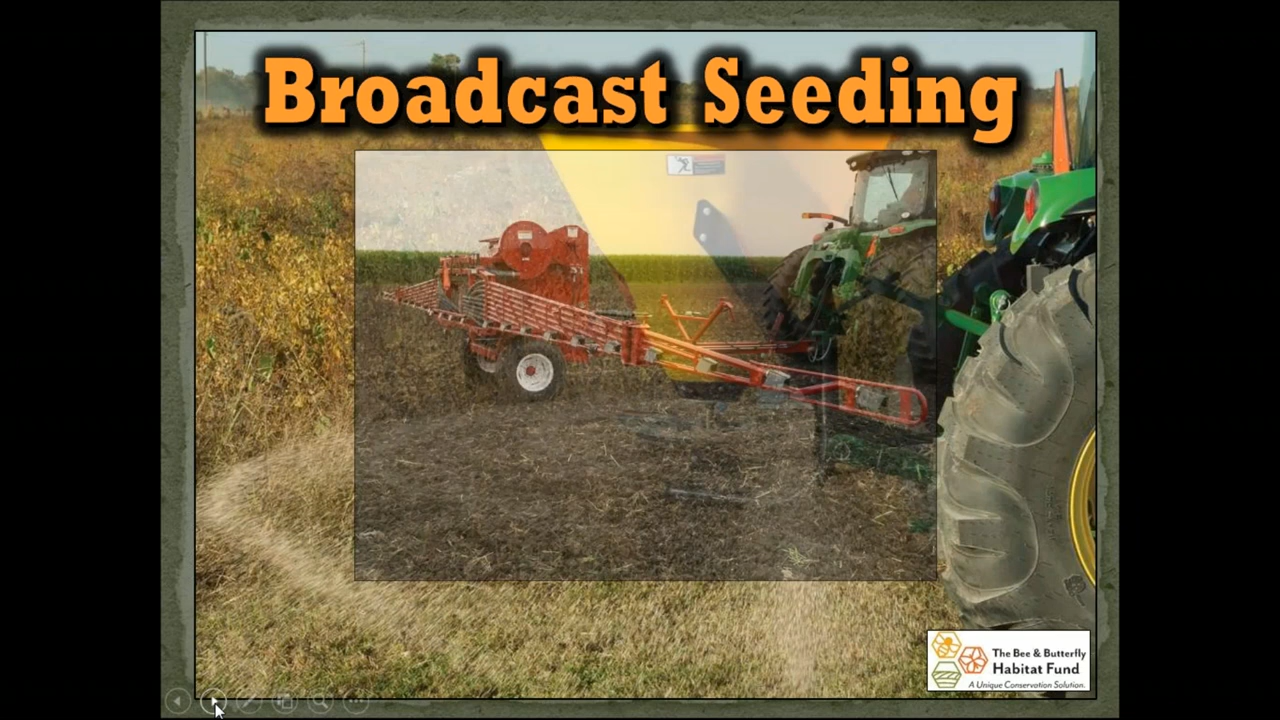 Broadcast Seeding
The Bee & Butterfly
Habitat Fund
A Unique Conservation Solution.